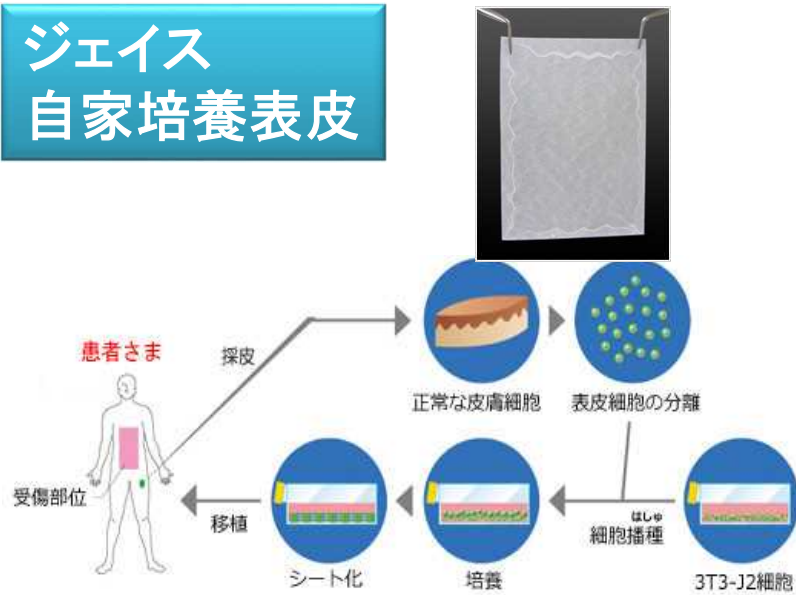 ジェイス
自家培養表皮
患者さま
採皮
正常な皮膚細胞
表皮細胞の分離
受傷部位
移植
はしゅ
細胞播種
シート化
培養
3T3-J2細胞